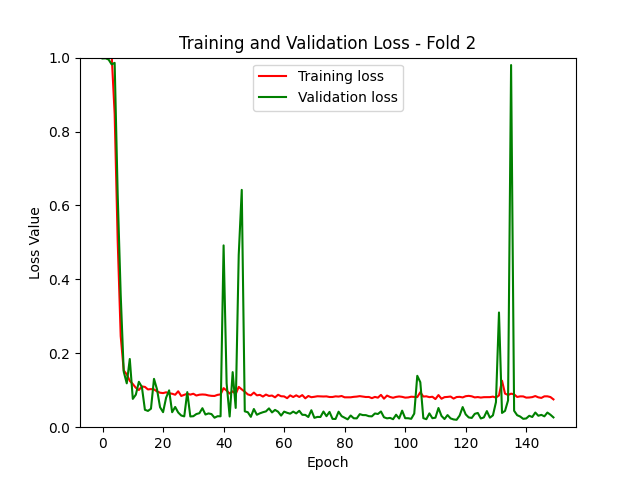 Training and Validation Loss - Fold 2
Training loss
Validation loss
Loss Value
1.0
0.8
0.6
0.4
0.2
0.0
0 20 40 60 80 100 120 140
Epoch